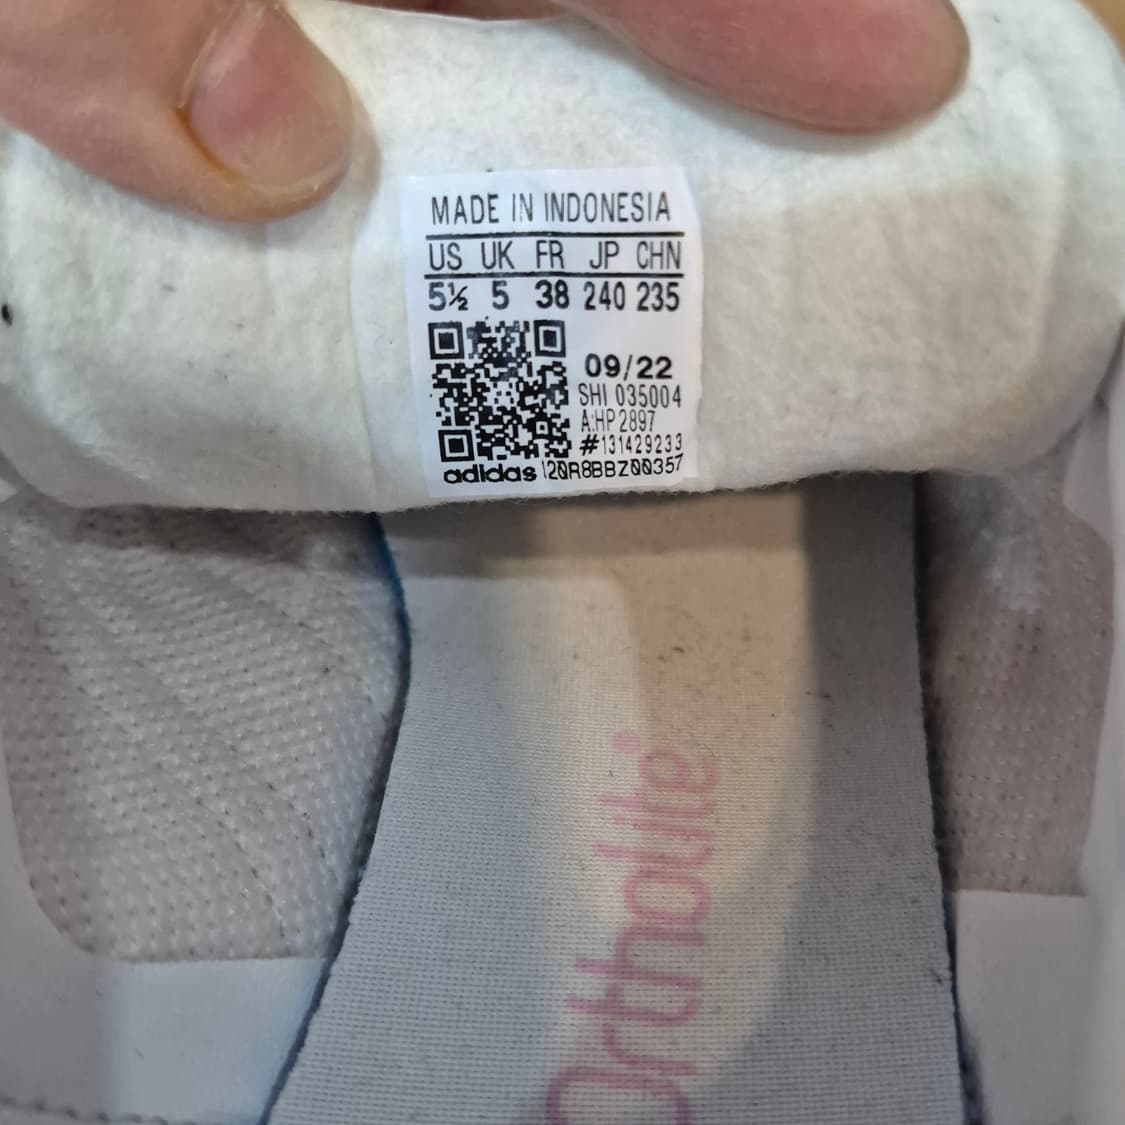 MADE IN INDONESIA
US UK FR JP CHN
5½ 5 38 240 235
09/22
SHI 035004
A:HP2897
#131429233
adidas 120R8BBZ00357
Ortholite